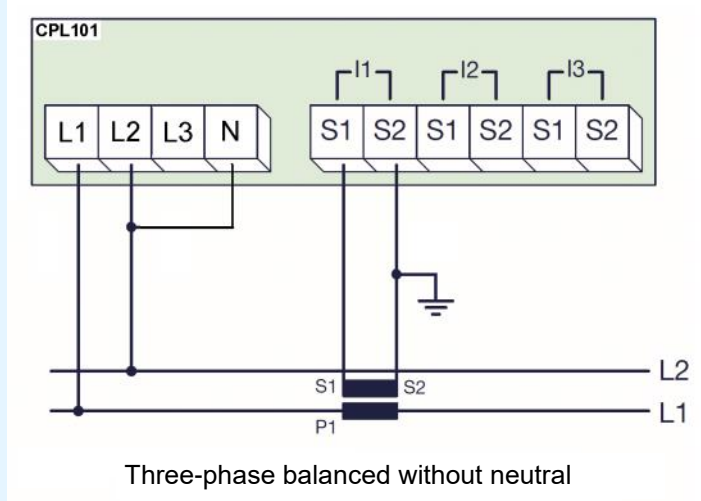 CPL101
I1 I2 I3
L1 L2 L3 N S1 S2 S1 S2 S1 S2
L2
S1 S2
L1
P1
Three-phase balanced without neutral